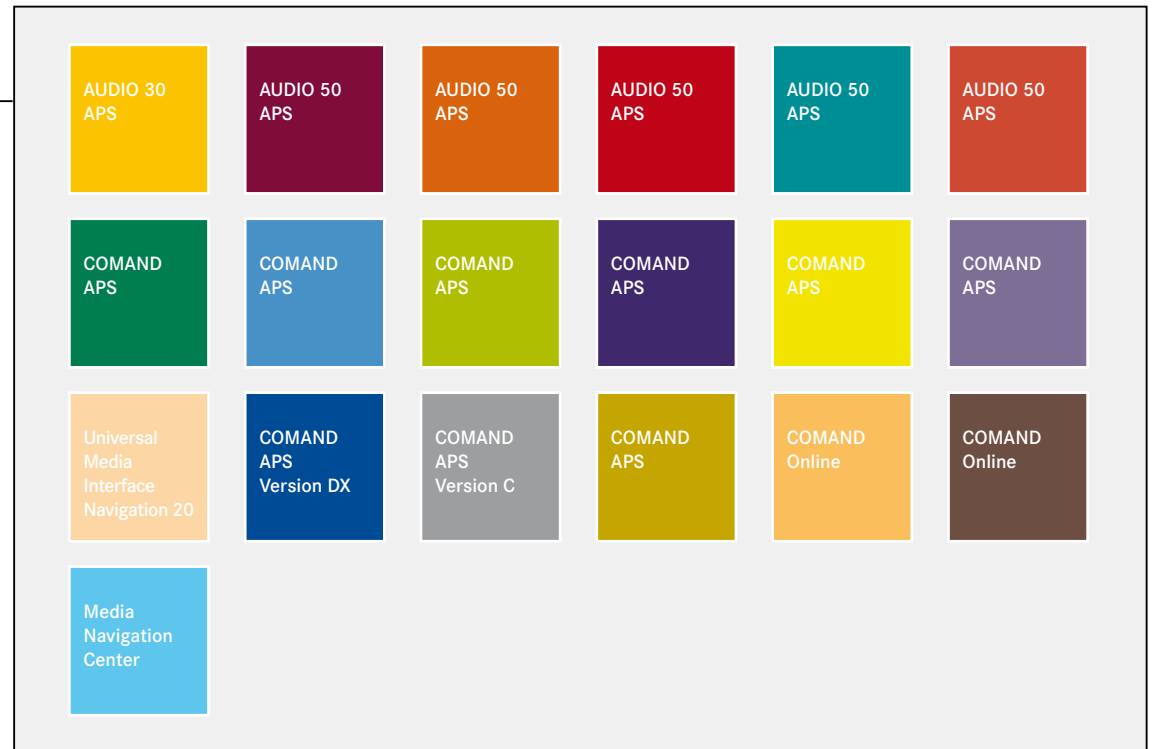 AUDIO 30
APS
AUDIO 50
APS
AUDIO 50
APS
AUDIO 50
APS
AUDIO 50
APS
AUDIO 50
APS
COMAND
APS
COMAND
APS
COMAND
APS
COMAND
APS
COMAND
APS
COMAND
APS
Universal
Media
Interface
Navigation 20
COMAND
APS
Version DX
COMAND
APS
Version C
COMAND
APS
COMAND
Online
COMAND
Online
Media
Navigation
Center